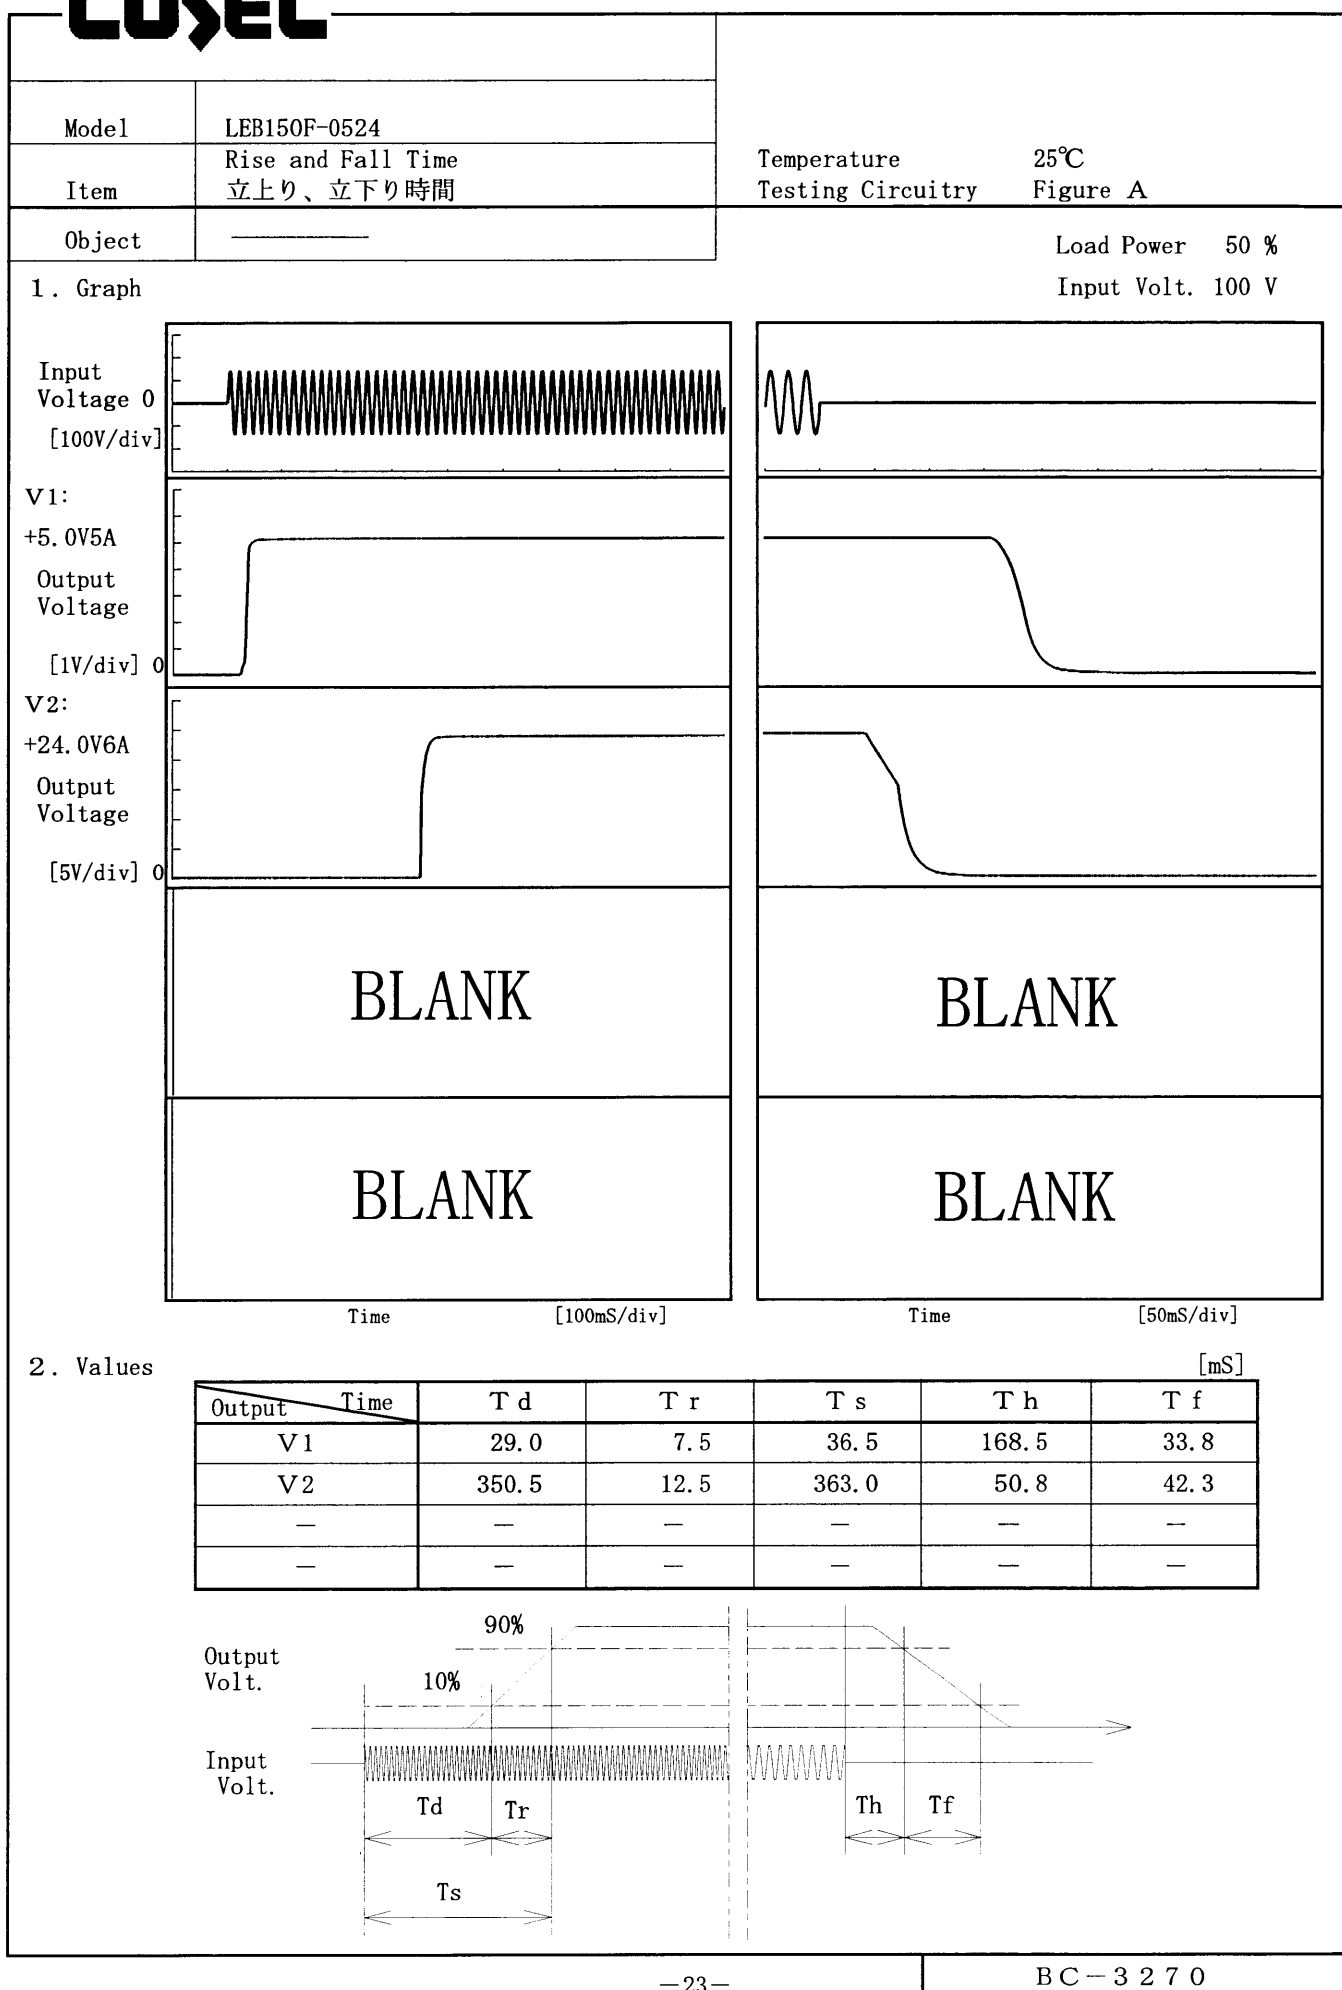 COSEL
Model LEB150F-0524
Item Rise and Fall Time
立上り、立下り時間
Temperature 25℃
Testing Circuitry Figure A
Object
Load Power 50 %
Input Volt. 100 V
1. Graph
Input
Voltage 0
[100V/div]
V1:
+5.0V5A
Output
Voltage
[1V/div] 0
V2:
+24.0V6A
Output
Voltage
[5V/div] 0
BLANK BLANK
BLANK BLANK
Time [100mS/div] Time [50mS/div]
2. Values [mS]
Output Time Td Tr Ts Th Tf
V1 29.0 7.5 36.5 168.5 33.8
V2 350.5 12.5 363.0 50.8 42.3
— — — — — —
— — — — — —
90%
Output
Volt.
10%
Input
Volt.
Td Tr Th Tf
Ts
—23—
BC-3270